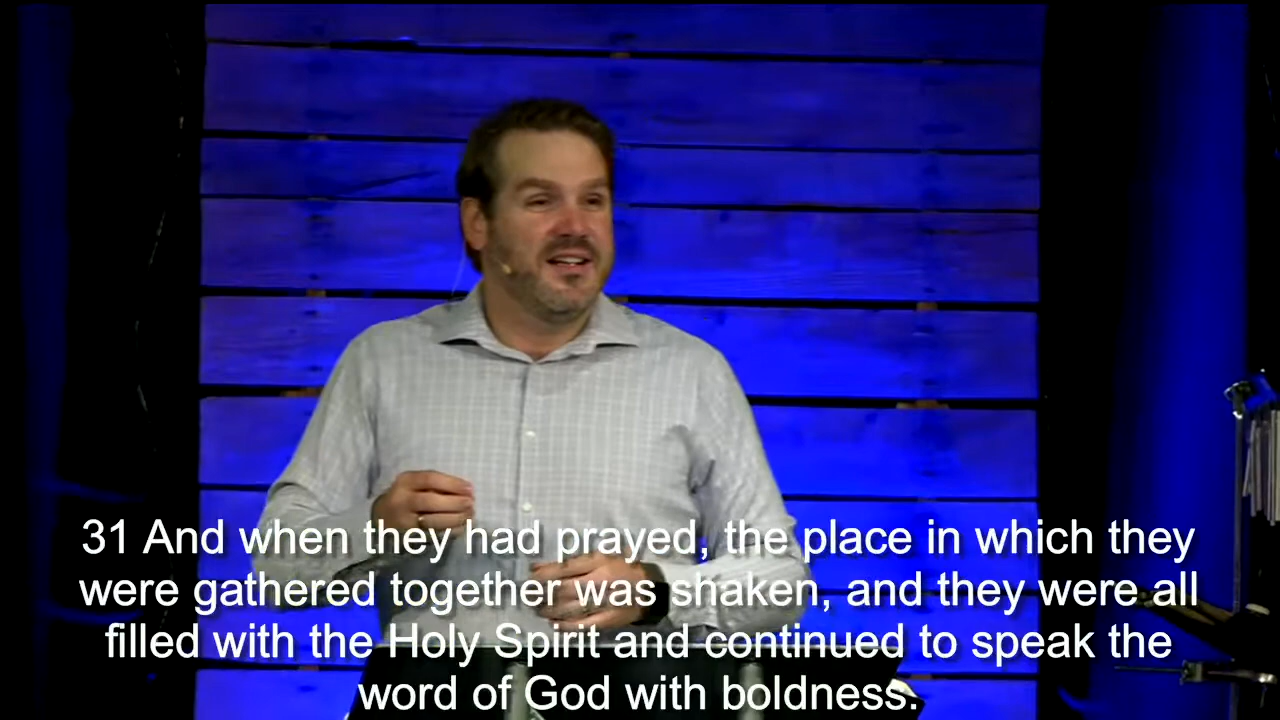 31 And when they had prayed, the place in which they
were gathered together was shaken, and they were all
filled with the Holy Spirit and continued to speak the
word of God with boldness.